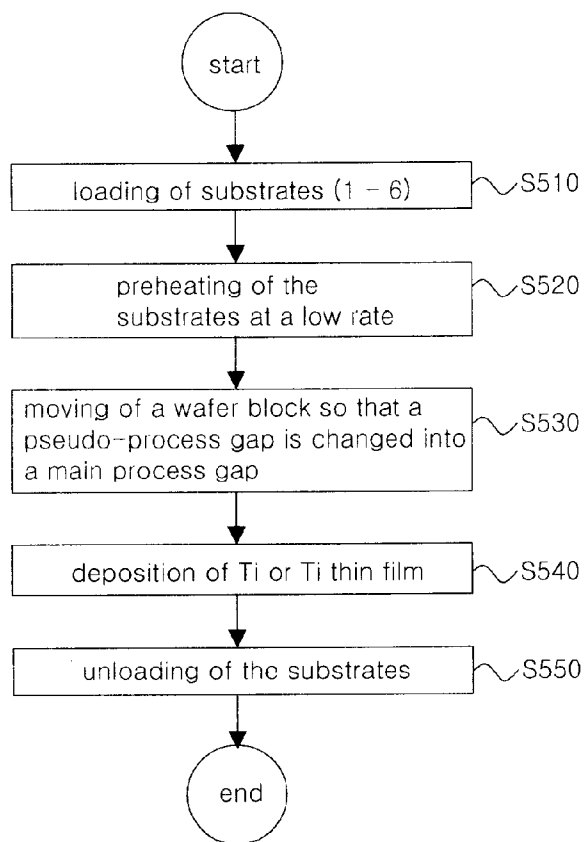 start
loading of substrates (1 - 6)
S510
preheating of the
substrates at a low rate
S520
moving of a wafer block so that a
pseudo-process gap is changed into
a main process gap
S530
deposition of Ti or Ti thin film
S540
unloading of the substrates
S550
end